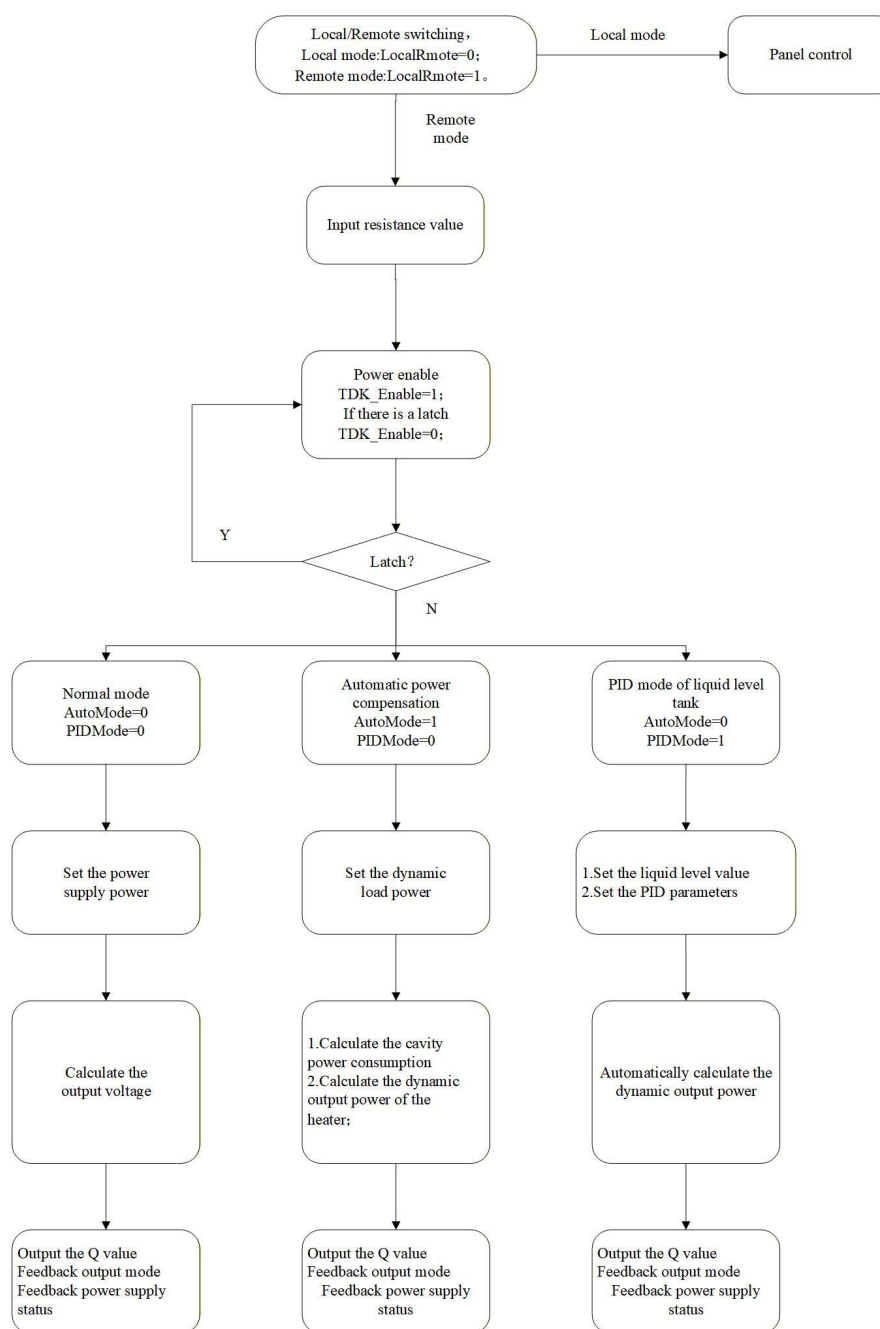 Local/Remote switching，
Local mode:LocalRmote=0；
Remote mode:LocalRmote=1。
Local mode
Panel control
Remote
mode
Input resistance value
Power enable
TDK_Enable=1；
If there is a latch
TDK_Enable=0；
Y
Latch？
N
Normal mode
AutoMode=0
PIDMode=0
Automatic power
compensation
AutoMode=1
PIDMode=0
PID mode of liquid level
tank
AutoMode=0
PIDMode=1
Set the power
supply power
Set the dynamic
load power
1.Set the liquid level value
2.Set the PID parameters
Calculate the
output voltage
1.Calculate the cavity
power consumption
2.Calculate the dynamic
output power of the
heater；
Automatically calculate the
dynamic output power
Output the Q value
Feedback output mode
Feedback power supply
status
Output the Q value
Feedback output mode
Feedback power supply
status
Output the Q value
Feedback output mode
Feedback power supply
status